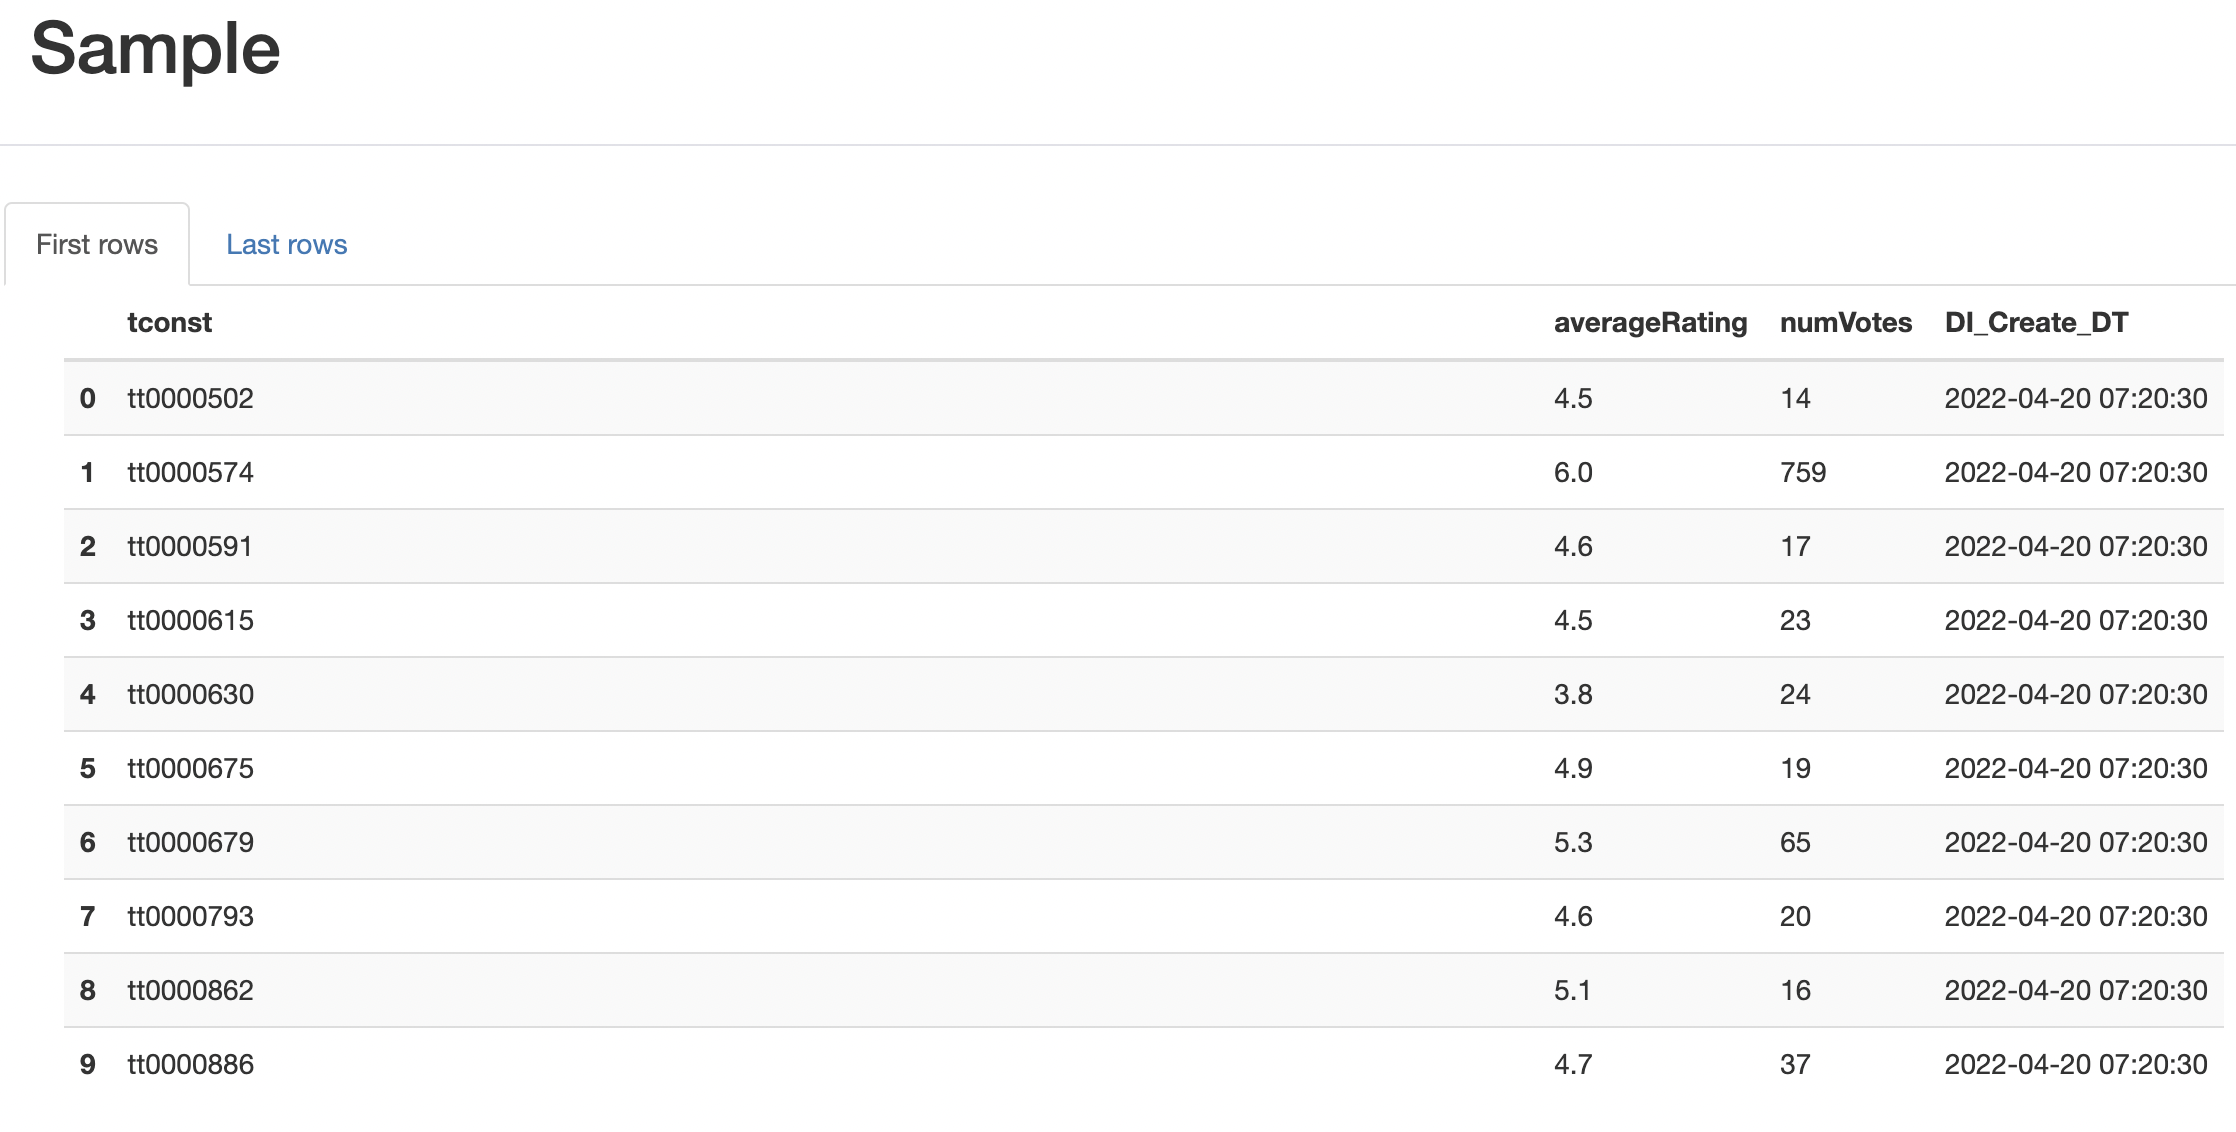 Sample
First rows Last rows
tconst averageRating numVotes DI_Create_DT
0 tt0000502 4.5 14 2022-04-20 07:20:30
1 tt0000574 6.0 759 2022-04-20 07:20:30
2 tt0000591 4.6 17 2022-04-20 07:20:30
3 tt0000615 4.5 23 2022-04-20 07:20:30
4 tt0000630 3.8 24 2022-04-20 07:20:30
5 tt0000675 4.9 19 2022-04-20 07:20:30
6 tt0000679 5.3 65 2022-04-20 07:20:30
7 tt0000793 4.6 20 2022-04-20 07:20:30
8 tt0000862 5.1 16 2022-04-20 07:20:30
9 tt0000886 4.7 37 2022-04-20 07:20:30